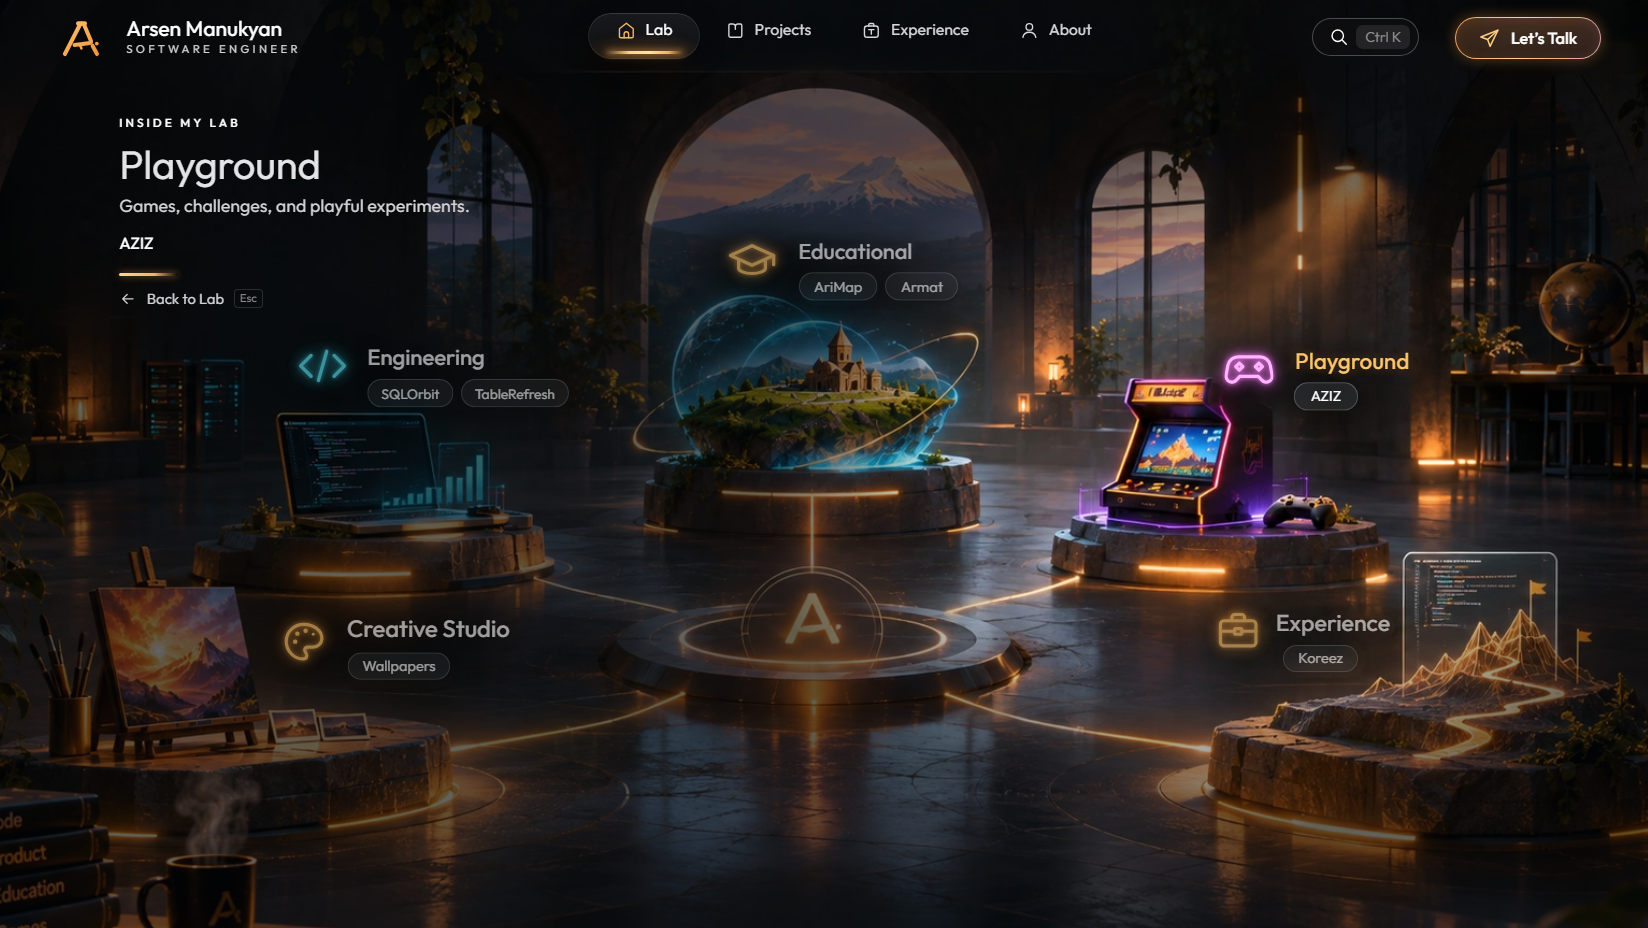 Arsen Manukyan
SOFTWARE ENGINEER
Lab
Projects
Experience
About
Ctrl K
Let's Talk
INSIDE MY LAB
Playground
Games, challenges, and playful experiments.
AZIZ
Back to Lab Esc
Educational
AriMap Armat
Engineering
SQLOrbit TableRefresh
Playground
AZIZ
Creative Studio
Wallpapers
Experience
Koreez
ode
roduct
Education